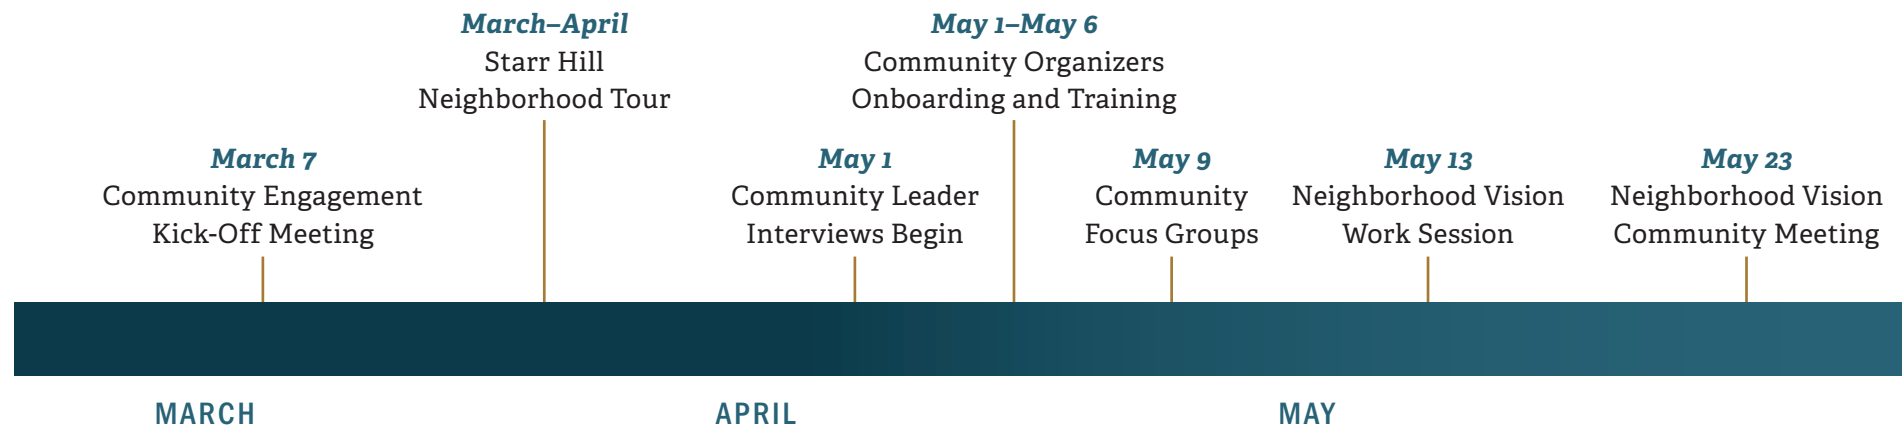 March–April
Starr Hill
Neighborhood Tour
May 1–May 6
Community Organizers
Onboarding and Training
March 7
Community Engagement
Kick-Off Meeting
May 1
Community Leader
Interviews Begin
May 9
Community
Focus Groups
May 13
Neighborhood Vision
Work Session
May 23
Neighborhood Vision
Community Meeting
MARCH
APRIL
MAY